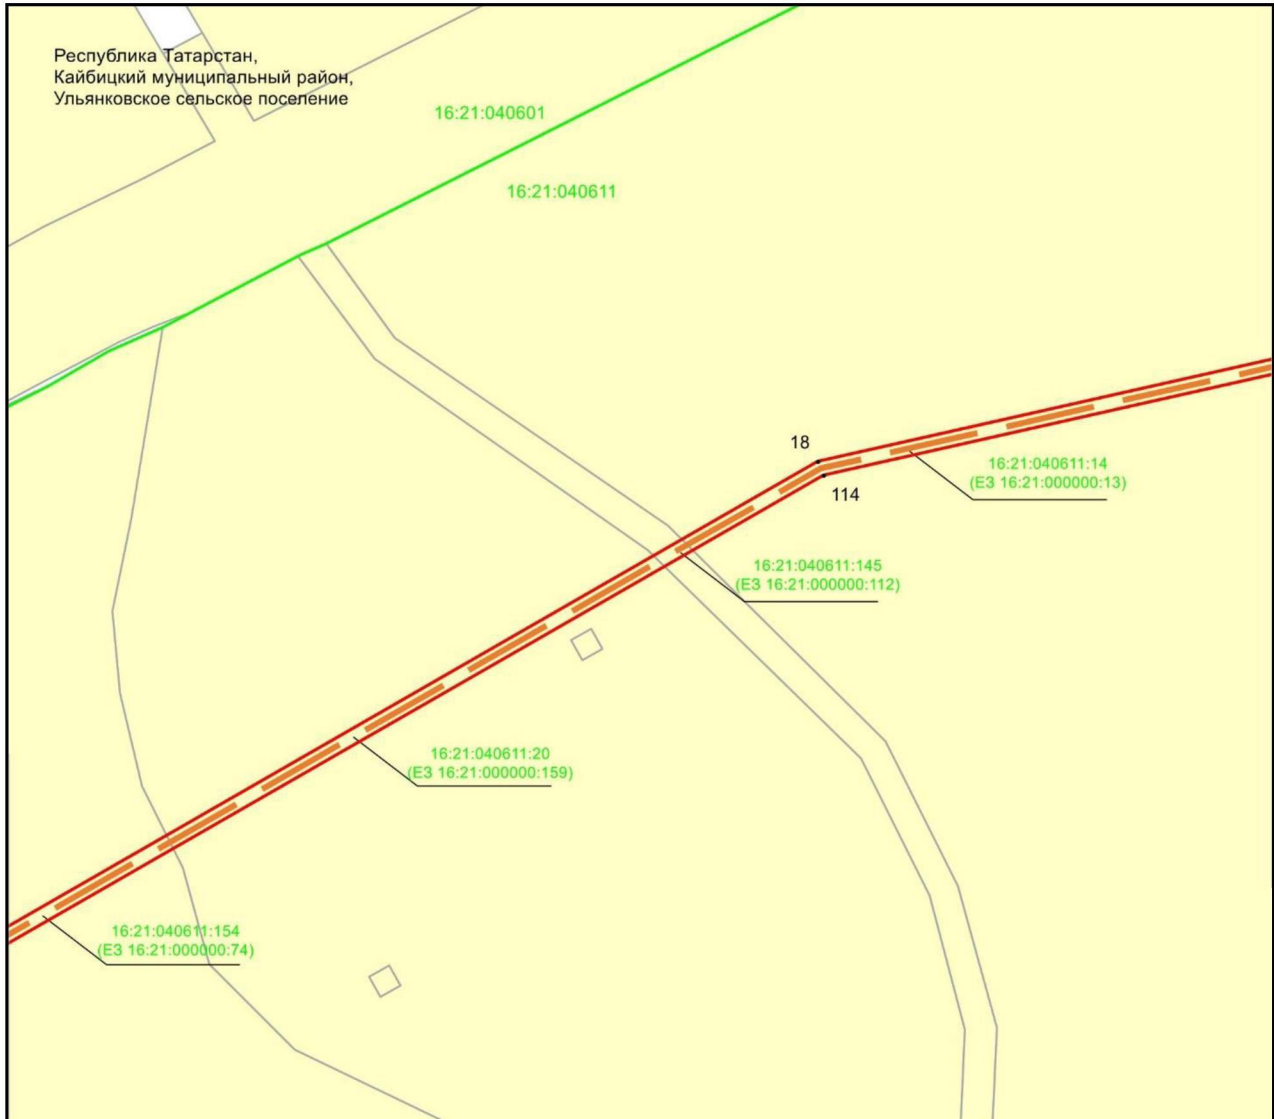 Республика Татарстан,
Кайбицкий муниципальный район,
Ульянковское сельское поселение
16:21:040601
16:21:040611
18
16:21:040611:14
(ЕЗ 16:21:000000:13)
114
16:21:040611:145
(ЕЗ 16:21:000000:112)
16:21:040611:20
(ЕЗ 16:21:000000:159)
16:21:040611:154
(ЕЗ 16:21:000000:74)